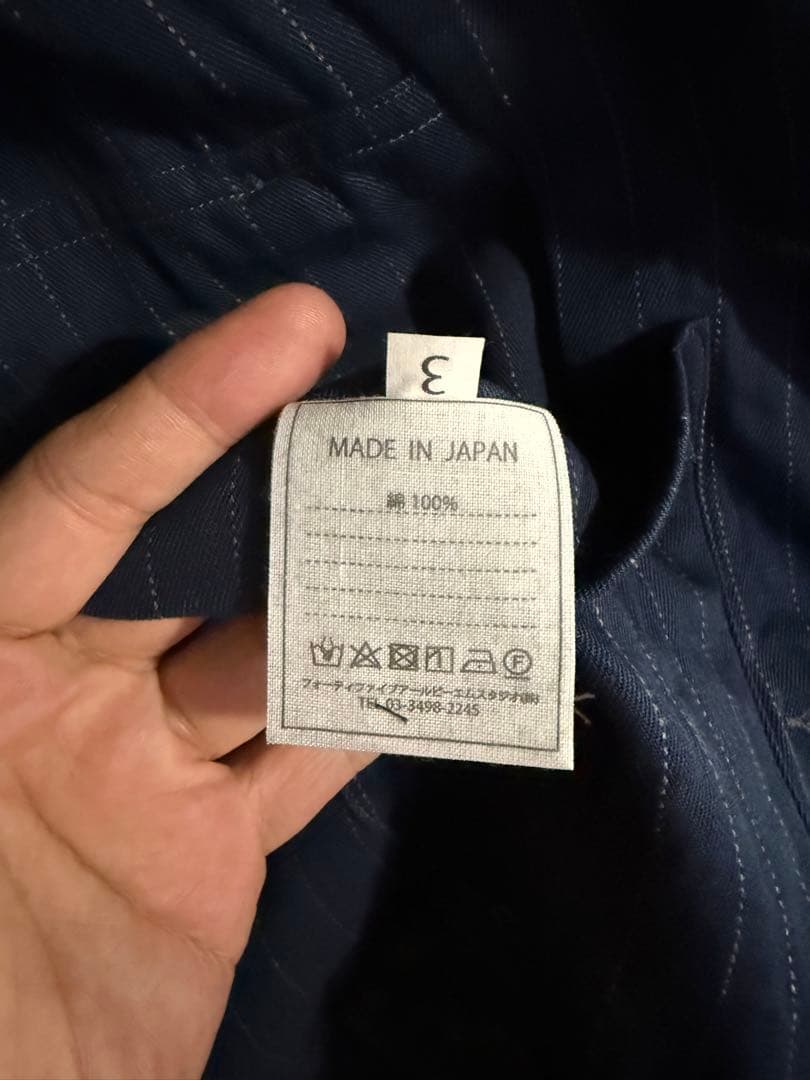 3
MADE IN JAPAN
綿 100%
フォーティファイブアールピーエムスタヂオ(株)
TEL 03-3498-2245